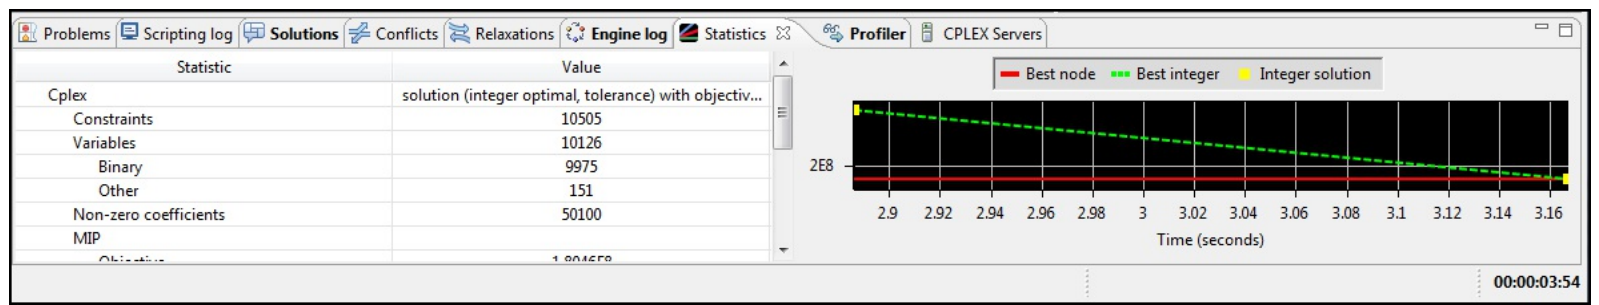 Problems Scripting log Solutions Conflicts Relaxations Engine log Statistics Profiler CPLEX Servers
Statistic Value
Cplex solution (integer optimal, tolerance) with objectiv...
Constraints 10505
Variables 10126
Binary 9975
Other 151
Non-zero coefficients 50100
MIP
Objective 1.8046E8
Best node Best integer Integer solution
2E8
2.9 2.92 2.94 2.96 2.98 3 3.02 3.04 3.06 3.08 3.1 3.12 3.14 3.16
Time (seconds)
00:00:03:54